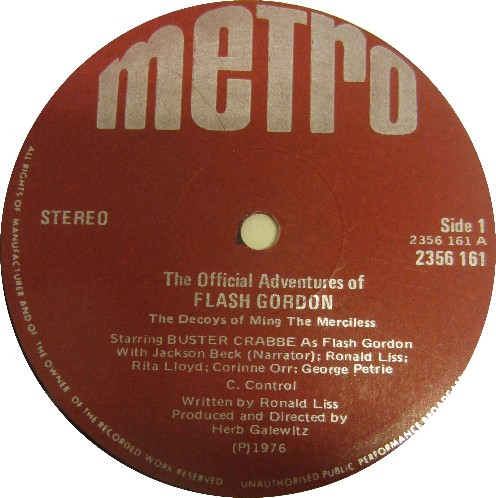 metro
STEREO
Side 1
2356 161 A
2356 161
The Official Adventures of
FLASH GORDON
The Decoys of Ming The Merciless
Starring BUSTER CRABBE As Flash Gordon
With Jackson Beck (Narrator); Ronald Liss;
Rita Lloyd; Corinne Orr; George Petrie
C. Control
Written by Ronald Liss
Produced and Directed by
Herb Galewitz
(P)1976
ALL RIGHTS OF MANUFACTURER AND OF THE OWNER OF THE RECORDED WORK RESERVED
UNAUTHORISED PUBLIC PERFORMANCE